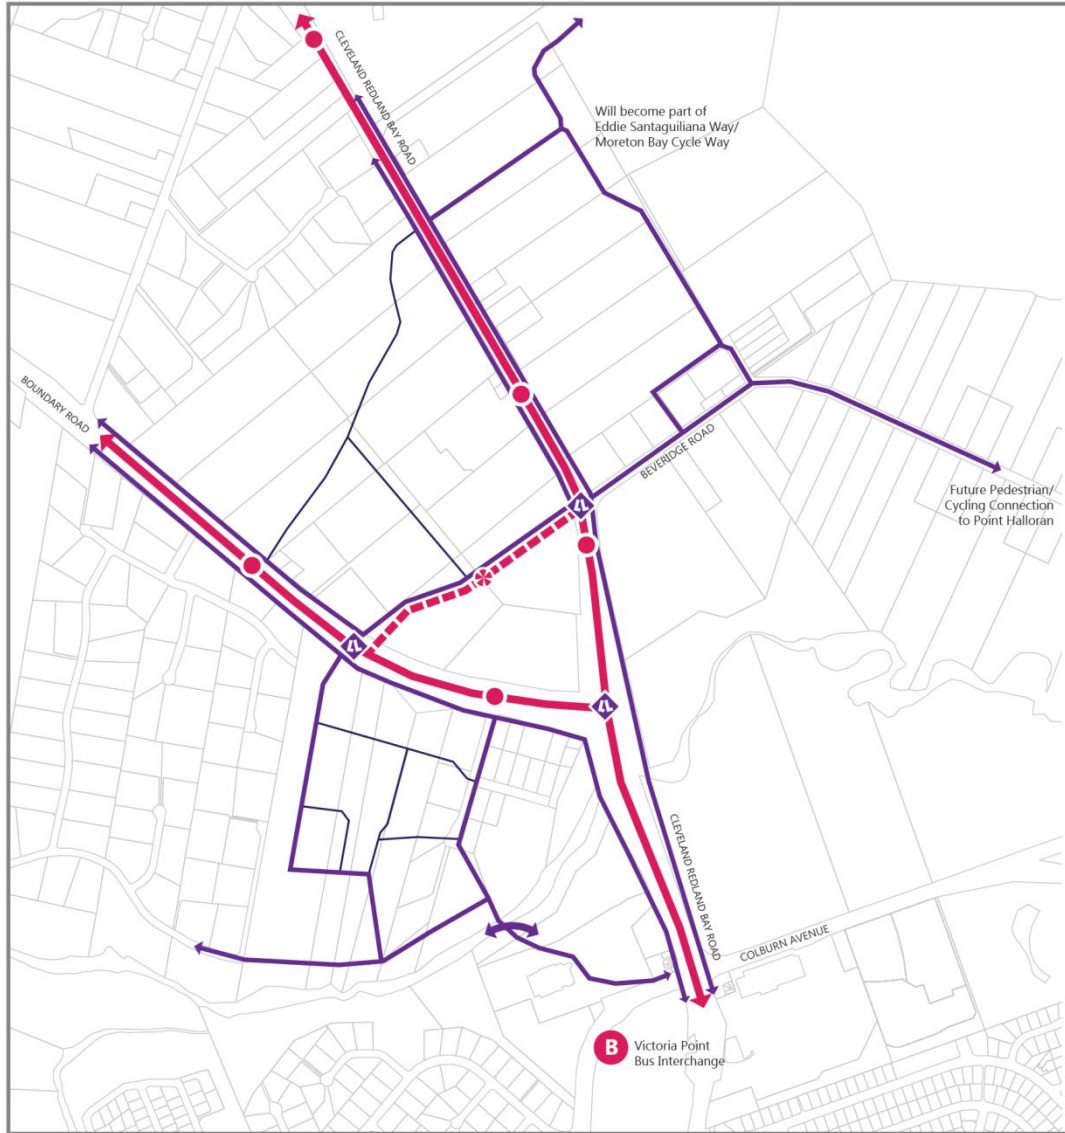 CLEVELAND REDLAND BAY ROAD
Will become part of
Eddie Santaguiliana Way/
Moreton Bay Cycle Way
BOUNDARY ROAD
BEVERIDGE ROAD
Future Pedestrian/
Cycling Connection
to Point Halloran
CLEVELAND REDLAND BAY ROAD
COLBURN AVENUE
B
Victoria Point
Bus Interchange